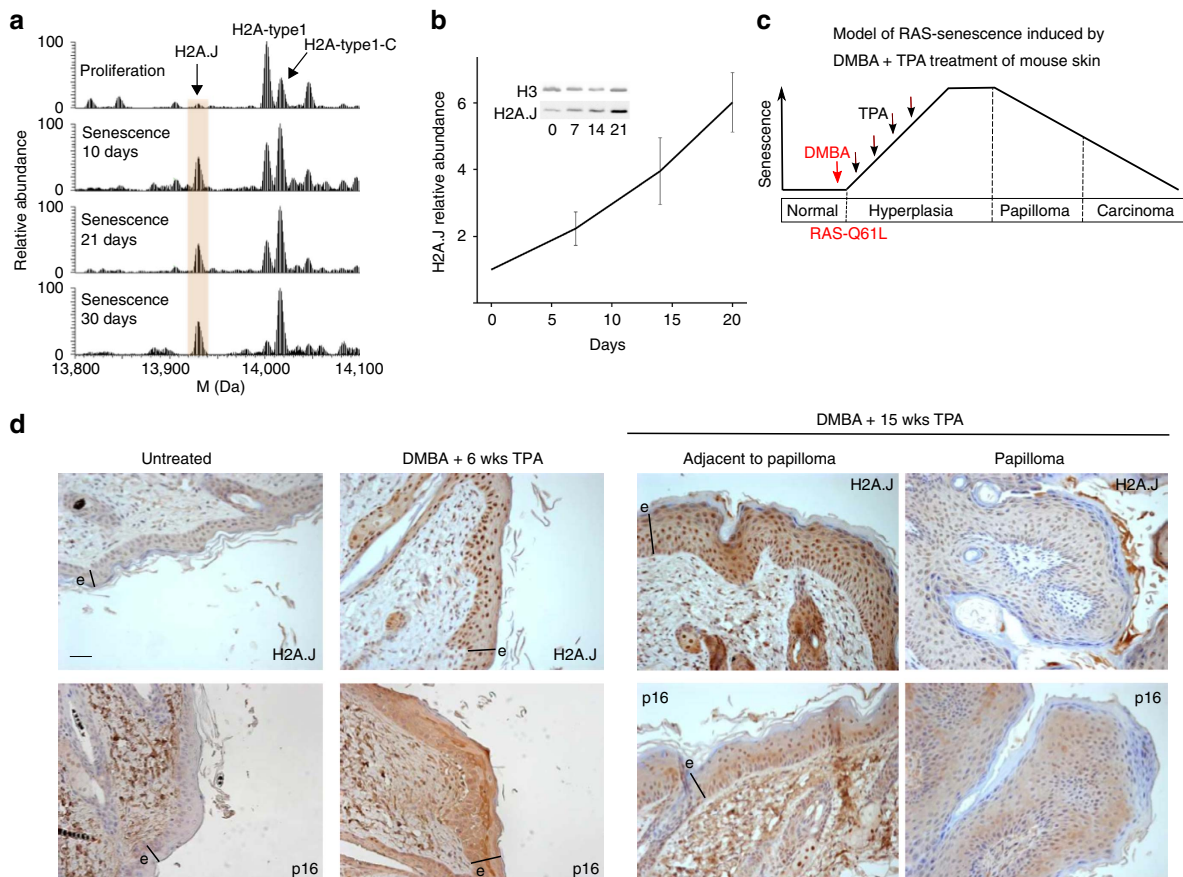 a
H2A-type1
H2A.J
H2A-type1-C
Proliferation
100
0
Senescence
10 days
100
0
Senescence
21 days
100
0
Senescence
30 days
100
0
Relative abundance
13,800 13,900 14,000 14,100
M (Da)
b
H3
H2A.J
0 7 14 21
6
4
2
H2A.J relative abundance
0 5 10 15 20
Days
c
Model of RAS-senescence induced by
DMBA + TPA treatment of mouse skin
Senescence
TPA
DMBA
Normal Hyperplasia Papilloma Carcinoma
RAS-Q61L
d
DMBA + 15 wks TPA
Untreated DMBA + 6 wks TPA Adjacent to papilloma Papilloma
e
H2A.J
e
H2A.J
e
H2A.J
H2A.J
e
p16
e
p16
p16
e
p16